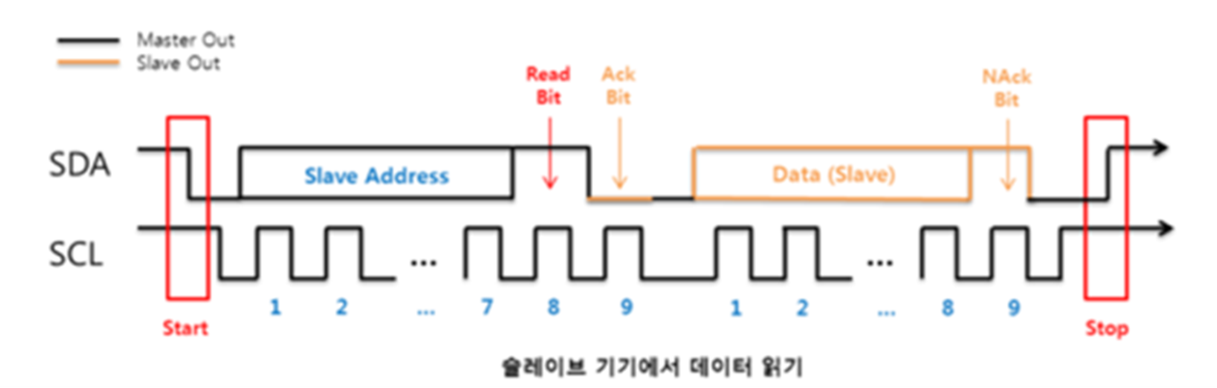 Master Out
Slave Out
Read Bit
Ack Bit
NAck Bit
SDA
Slave Address
Data (Slave)
SCL
...
...
1 2 ... 7 8 9 1 2 ... 8 9
Start
Stop
슬레이브 기기에서 데이터 읽기